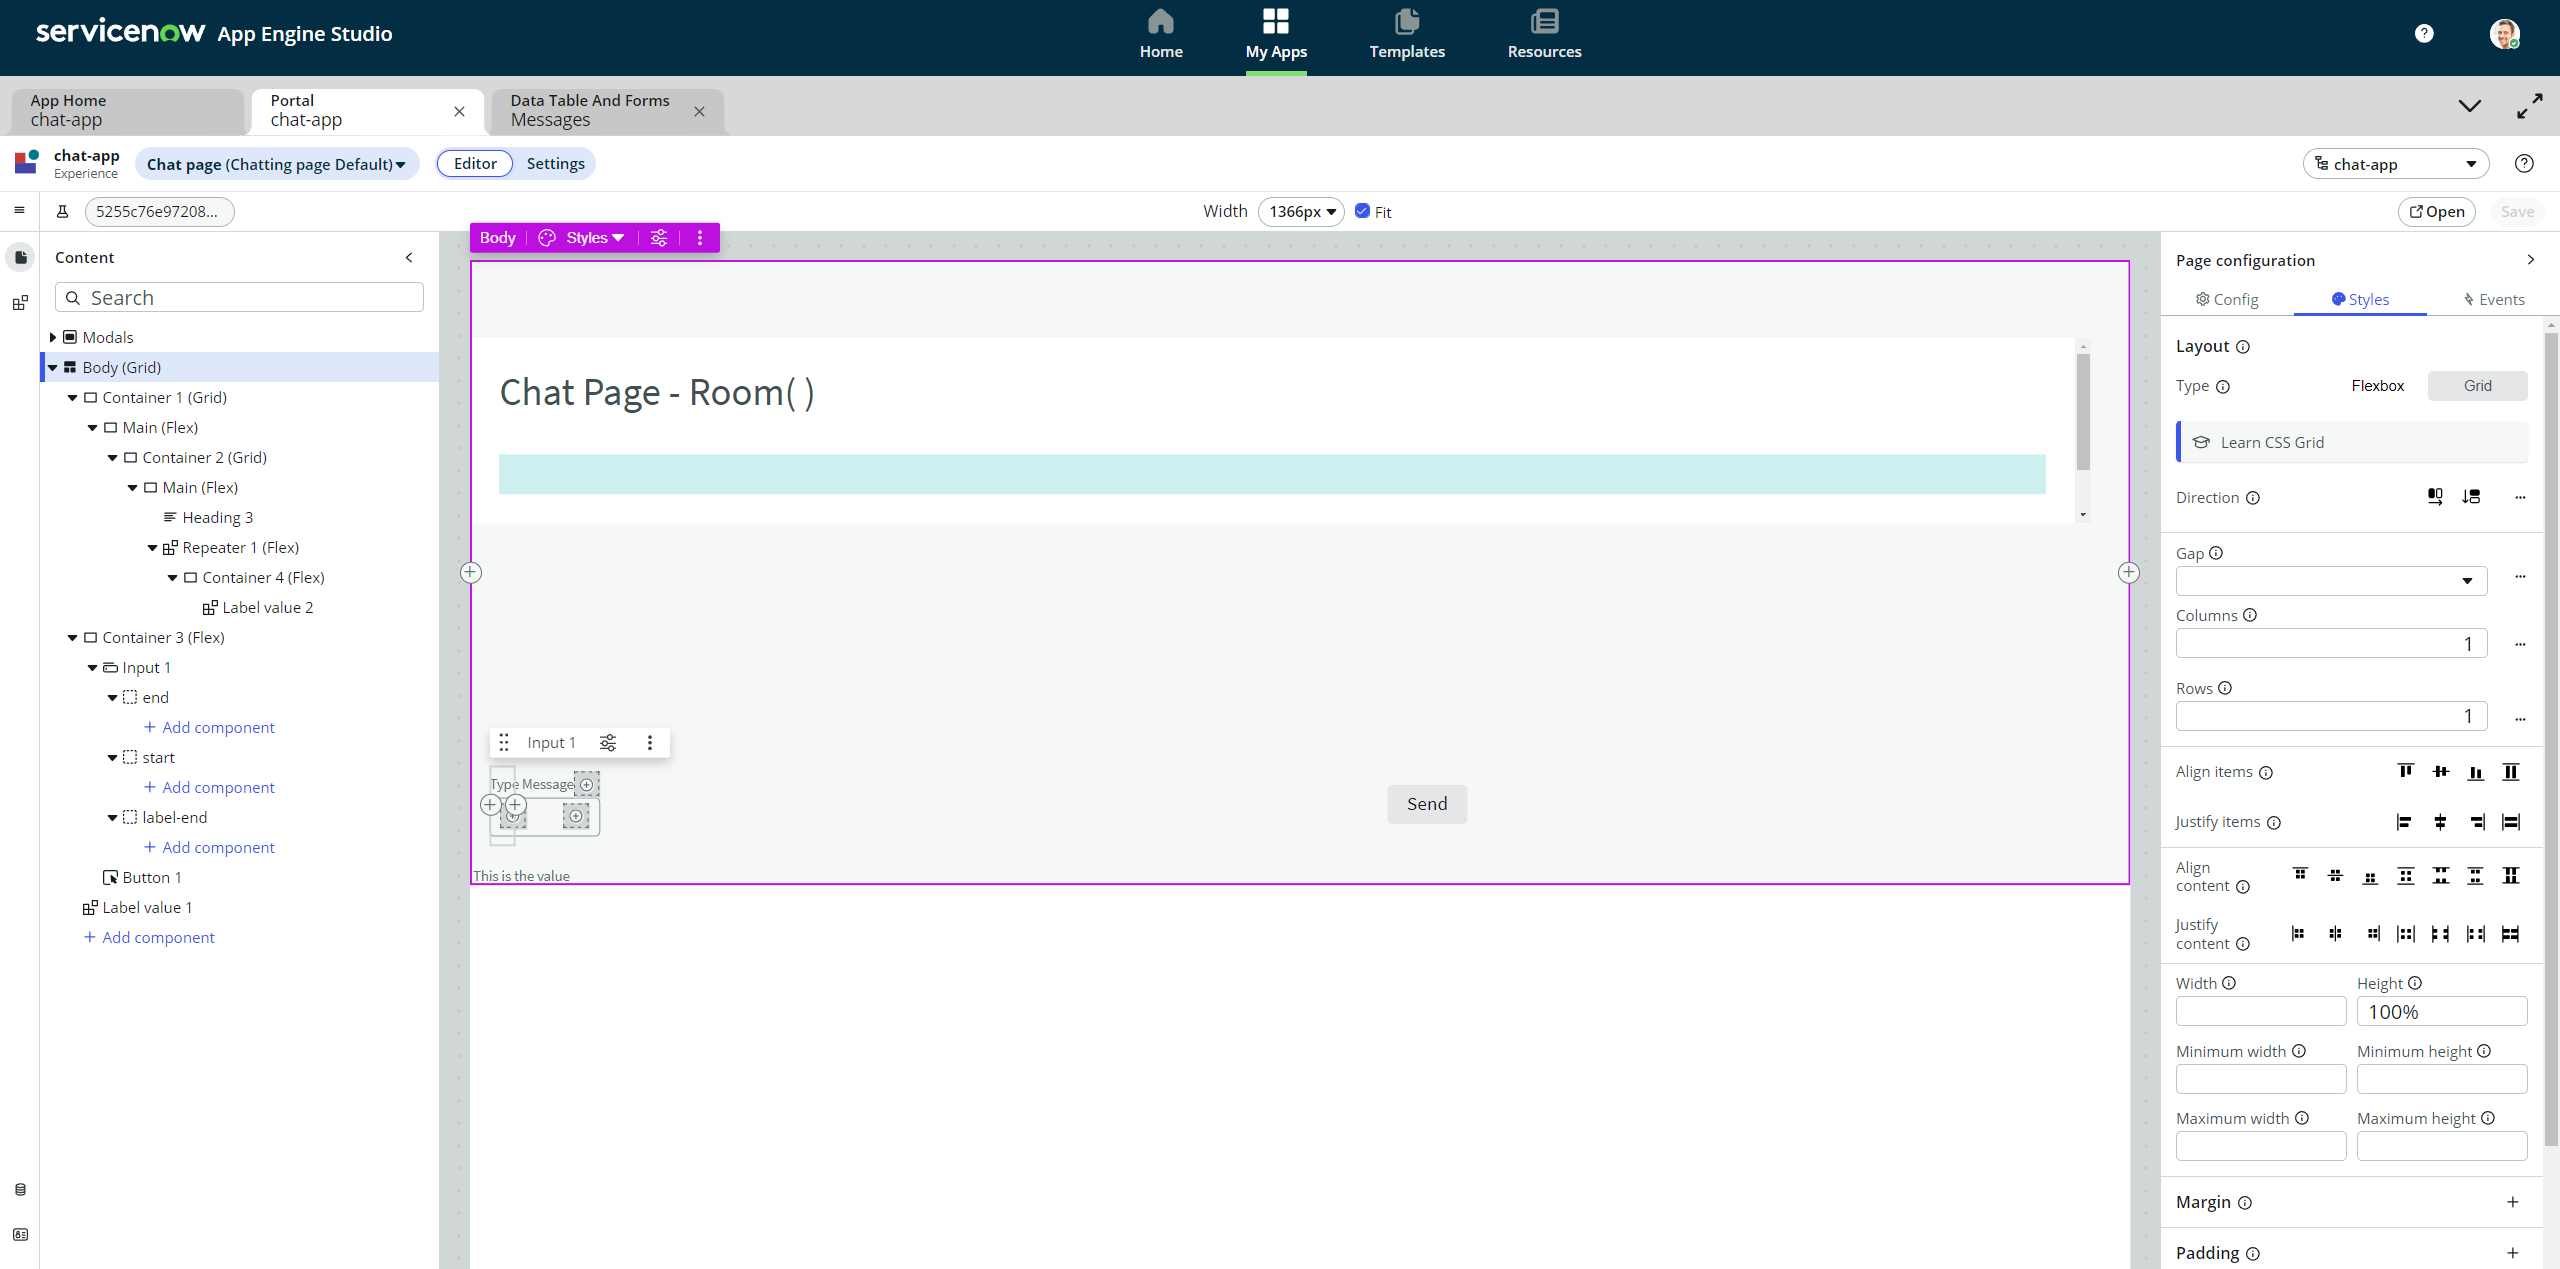 servicenow App Engine Studio
Home
My Apps
Templates
Resources
App Home
chat-app
Portal
chat-app
Data Table And Forms
Messages
chat-app
Experience
Chat page (Chatting page Default)
Editor
Settings
chat-app
5255c76e97208...
Width
1366px
Fit
Open
Save
Content
Search
Modals
Body (Grid)
Container 1 (Grid)
Main (Flex)
Container 2 (Grid)
Main (Flex)
Heading 3
Repeater 1 (Flex)
Container 4 (Flex)
Label value 2
Container 3 (Flex)
Input 1
end
+ Add component
start
+ Add component
label-end
+ Add component
Button 1
Label value 1
+ Add component
Body
Styles
Chat Page - Room( )
Input 1
Type Message
Send
This is the value
Page configuration
Config
Styles
Events
Layout
Type
Flexbox
Grid
Learn CSS Grid
Direction
Gap
Columns
1
Rows
1
Align items
Justify items
Align
content
Justify
content
Width
Height
100%
Minimum width
Minimum height
Maximum width
Maximum height
Margin
Padding